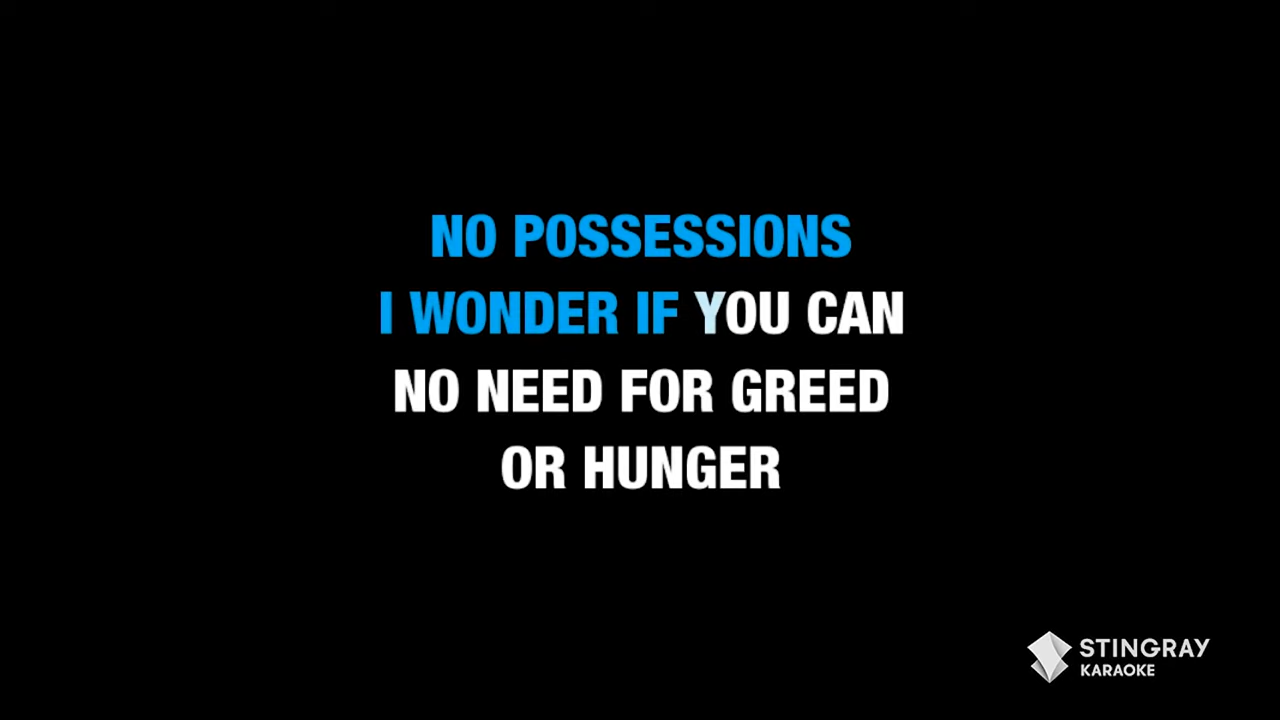 NO POSSESSIONS
I WONDER IF YOU CAN
NO NEED FOR GREED
OR HUNGER
STINGRAY
KARAOKE